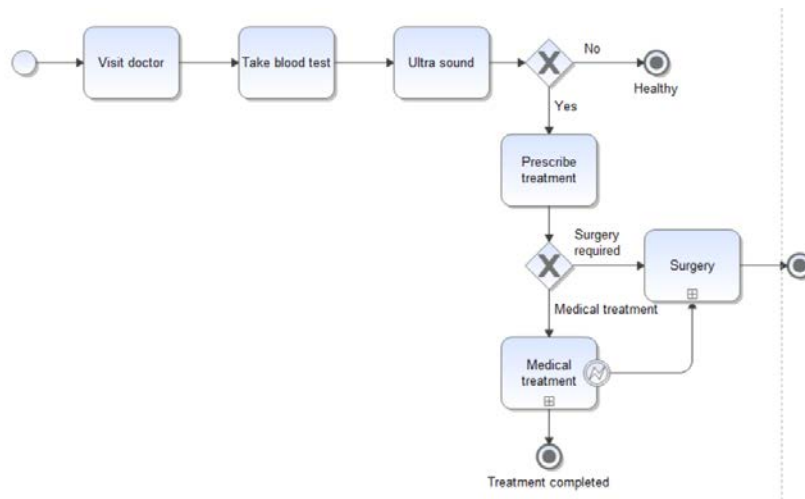 Visit doctor
Take blood test
Ultra sound
No
Healthy
Yes
Prescribe
treatment
Surgery
required
Surgery
Medical treatment
Medical
treatment
Treatment completed